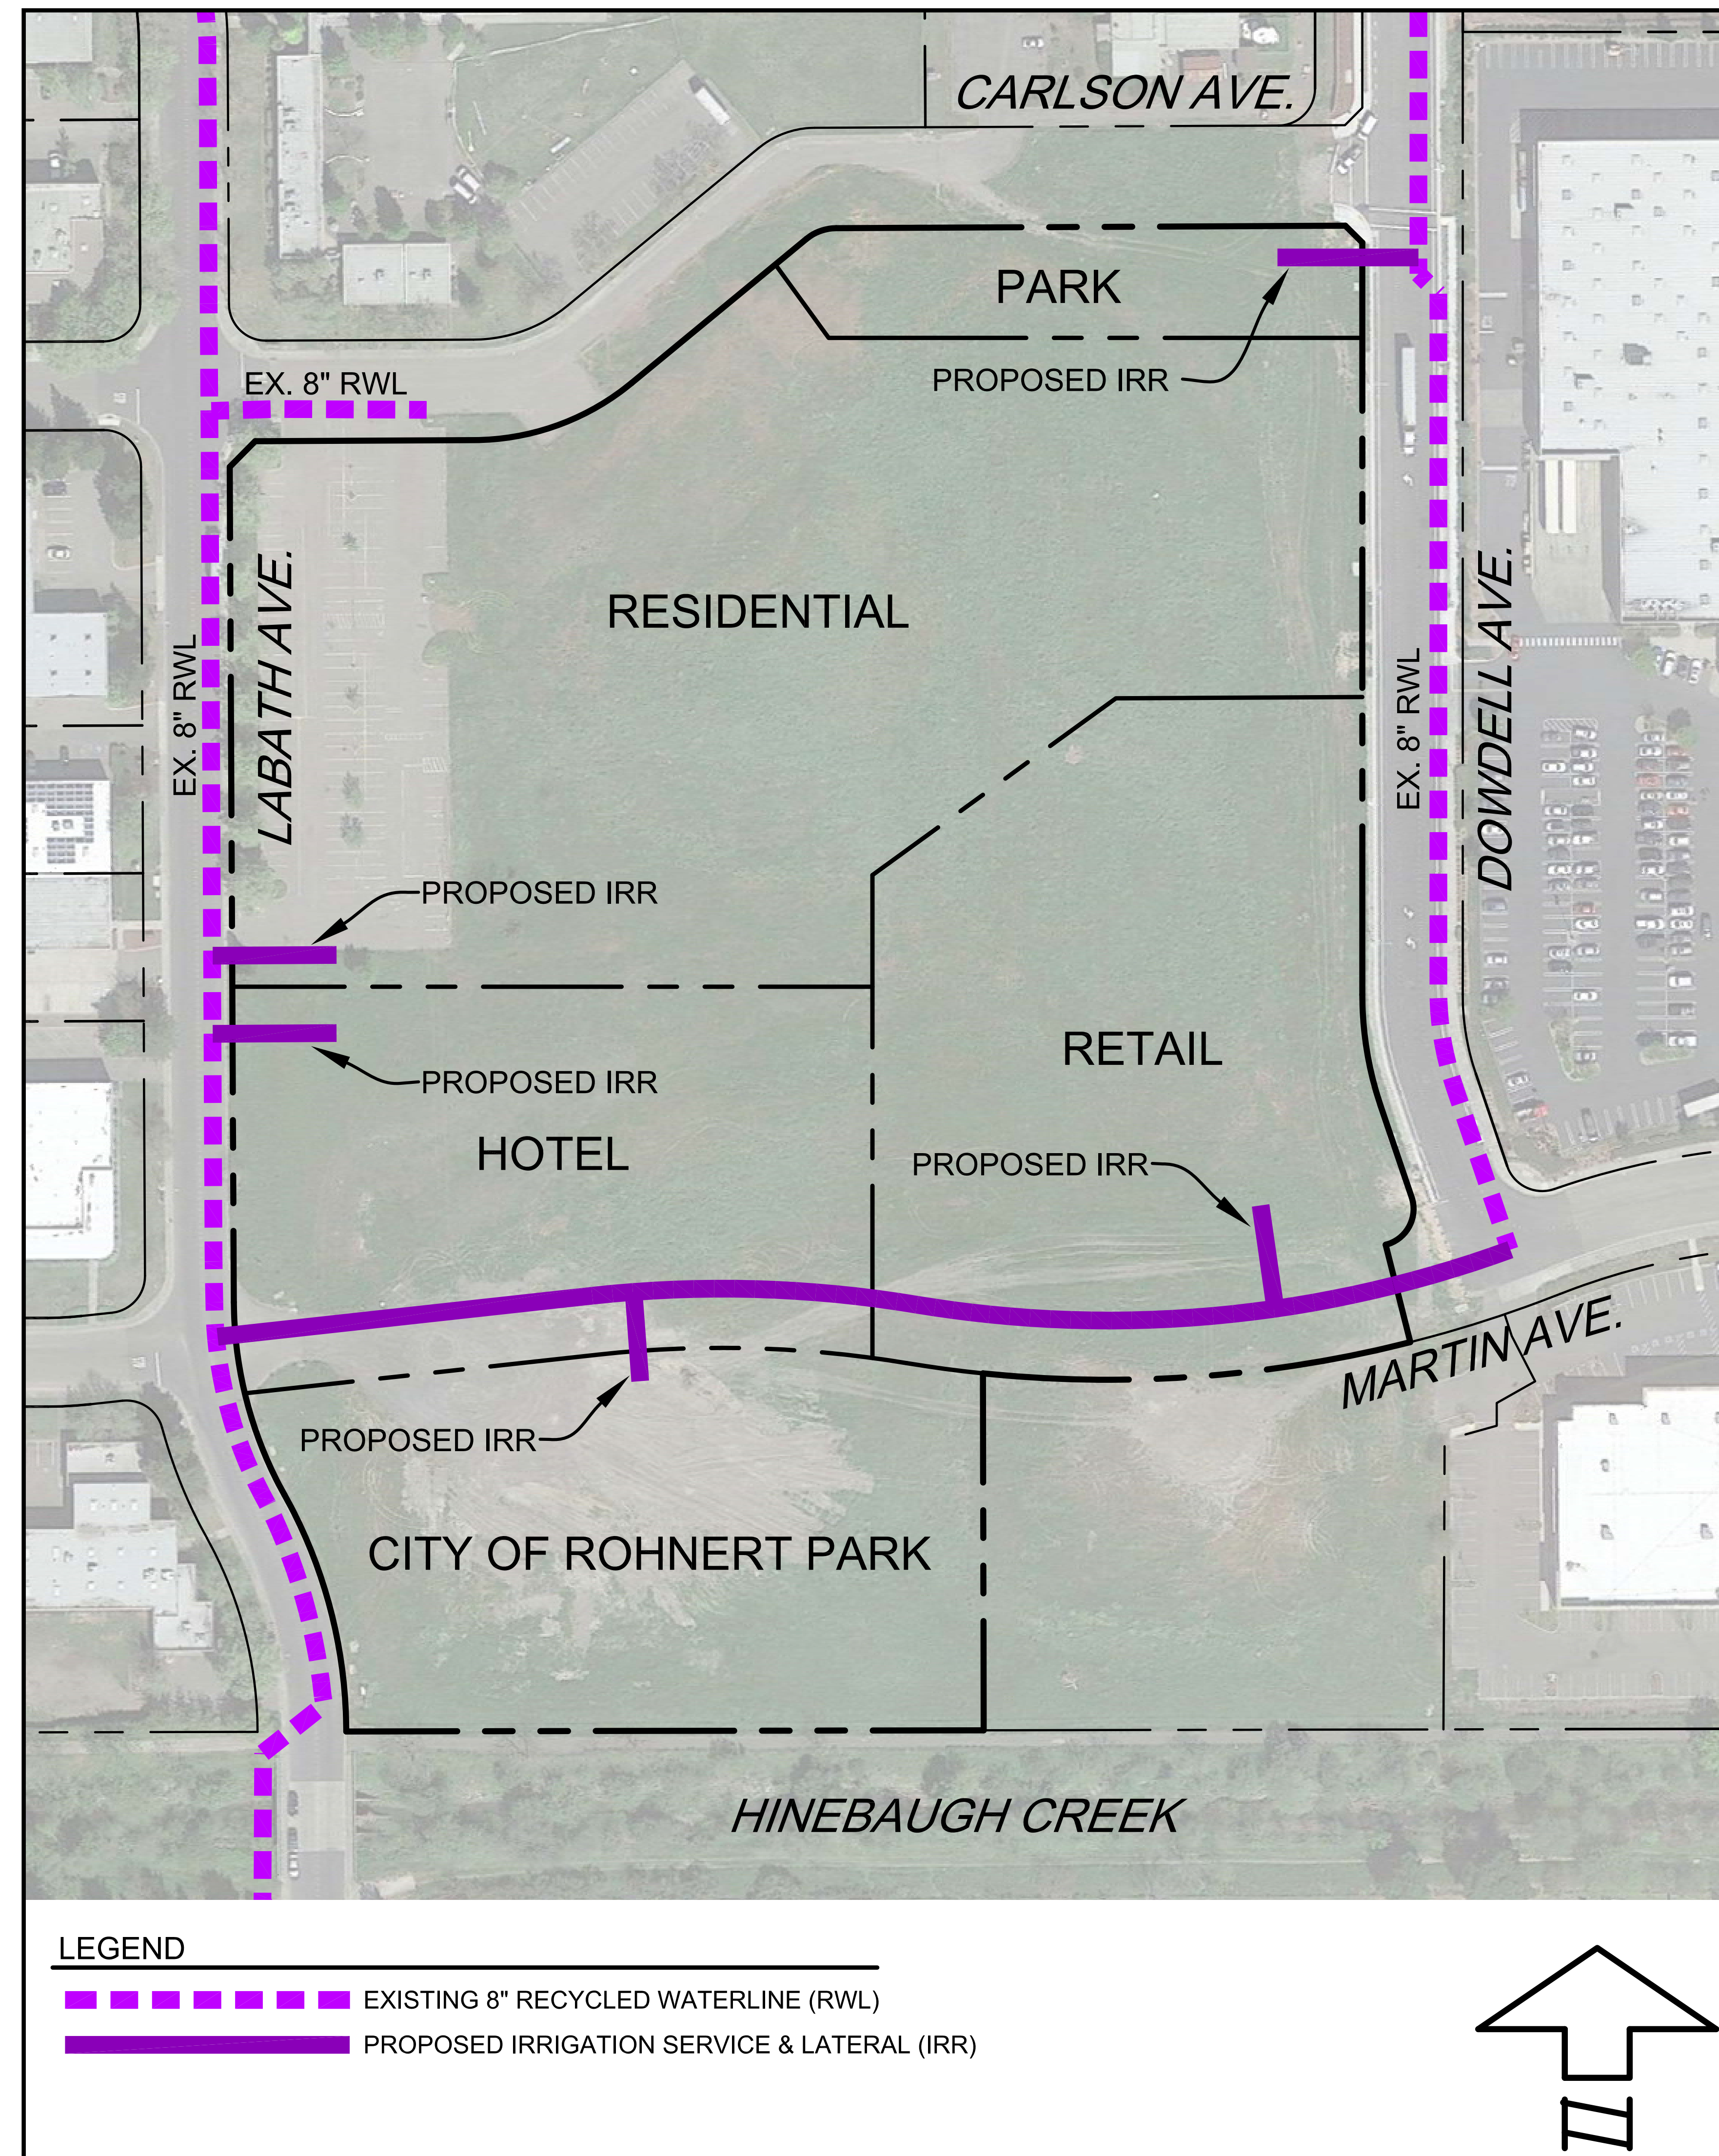 CARLSON AVE.
PARK
PROPOSED IRR
EX. 8" RWL
RESIDENTIAL
LABATH AVE.
EX. 8" RWL
EX. 8" RWL
DOWDELL AVE.
PROPOSED IRR
RETAIL
PROPOSED IRR
HOTEL
PROPOSED IRR
MARTIN AVE.
PROPOSED IRR
CITY OF ROHNERT PARK
HINEBAUGH CREEK
LEGEND
EXISTING 8" RECYCLED WATERLINE (RWL)
PROPOSED IRRIGATION SERVICE & LATERAL (IRR)